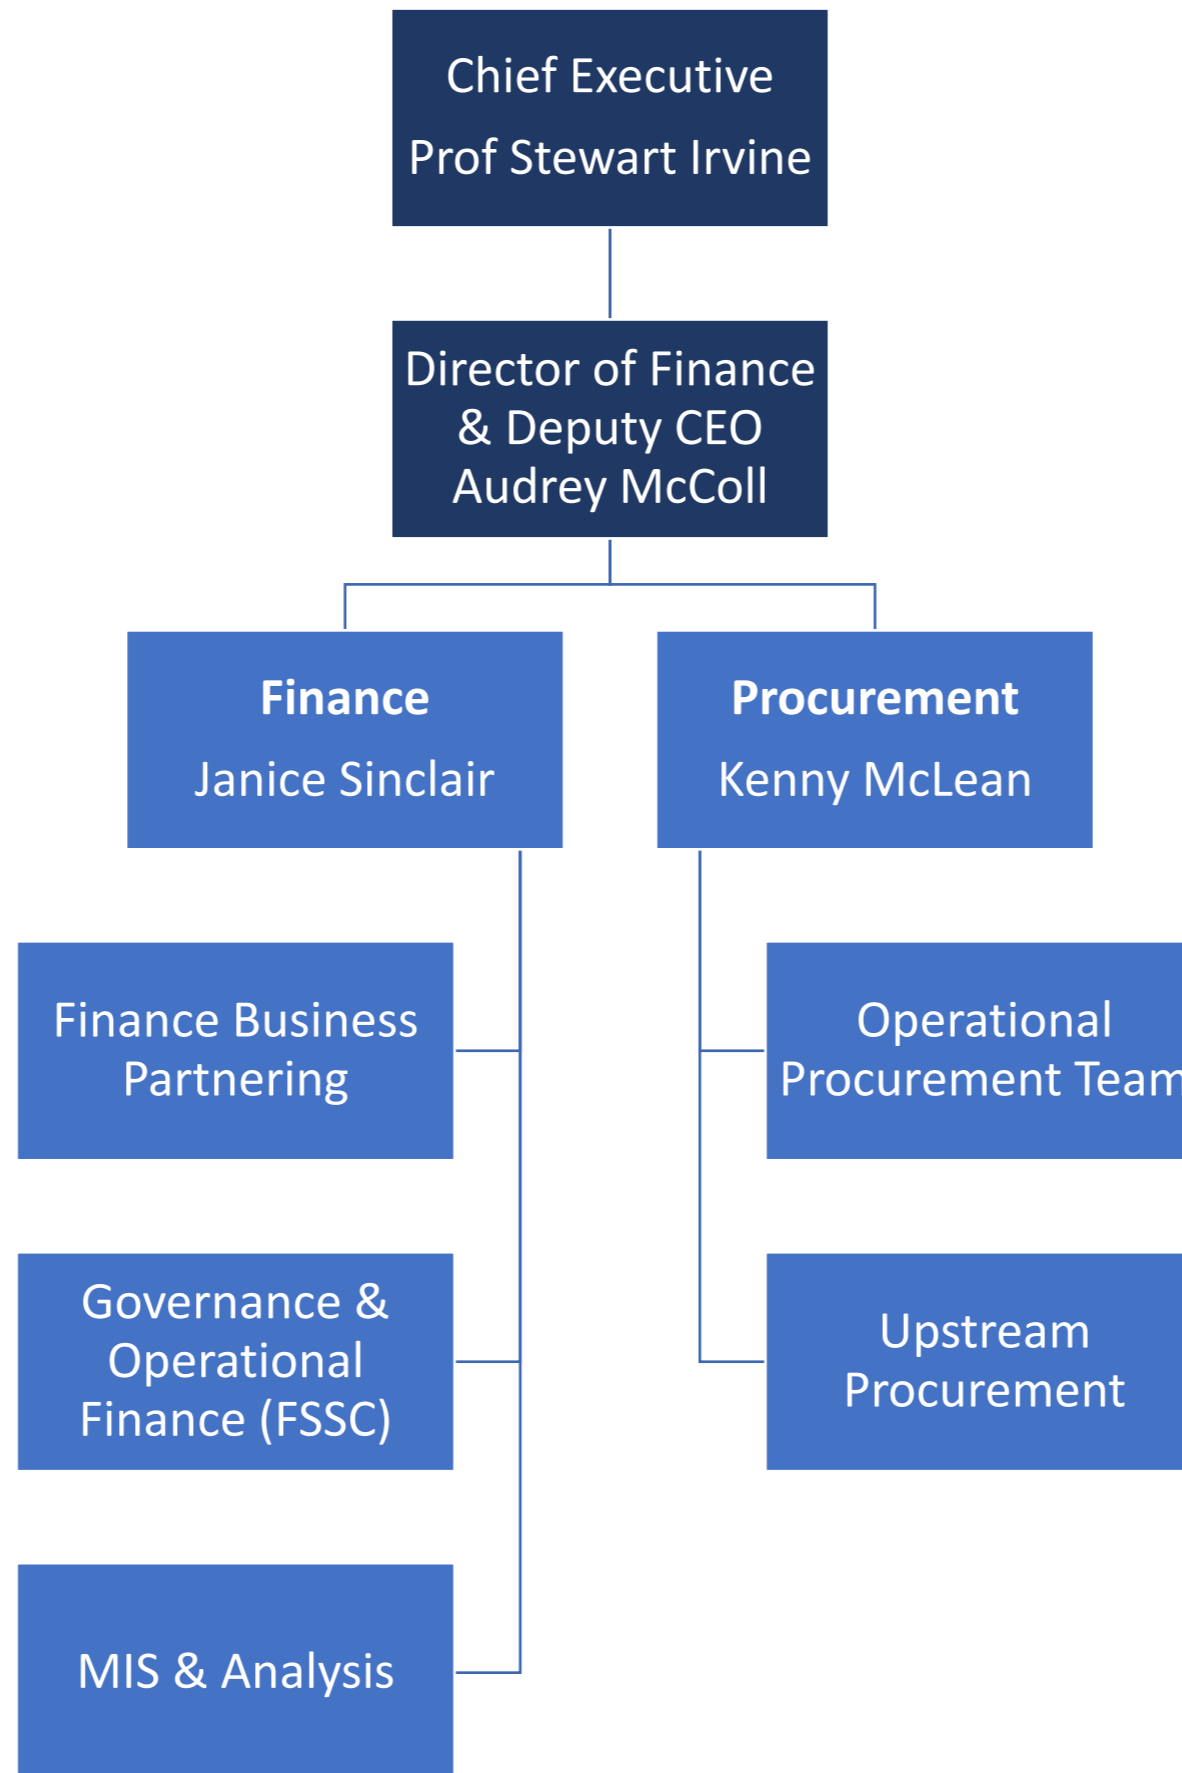 Chief Executive
Prof Stewart Irvine
Director of Finance
& Deputy CEO
Audrey McColl
Finance
Janice Sinclair
Procurement
Kenny McLean
Finance Business
Partnering
Operational
Procurement Team
Governance &
Operational
Finance (FSSC)
Upstream
Procurement
MIS & Analysis